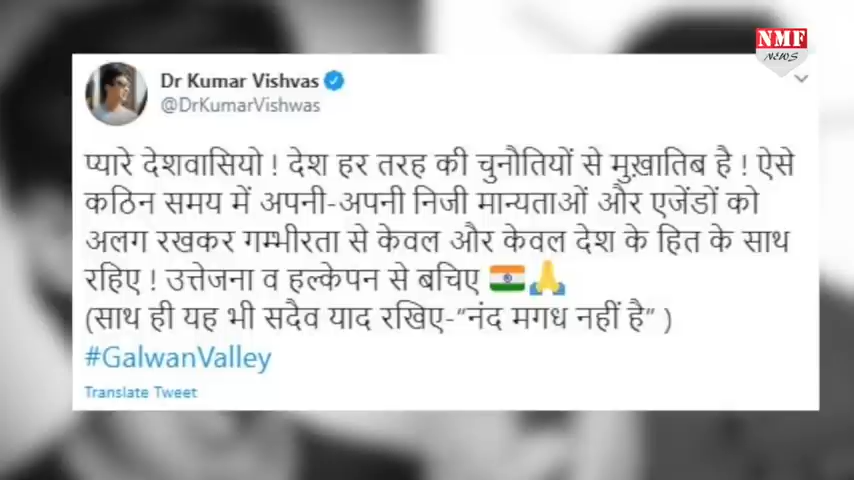 NMF
NEWS
Dr Kumar Vishvas
@DrKumarVishwas
प्यारे देशवासियो ! देश हर तरह की चुनौतियों से मुख़ातिब है ! ऐसे
कठिन समय में अपनी-अपनी निजी मान्यताओं और एजेंडों को
अलग रखकर गम्भीरता से केवल और केवल देश के हित के साथ
रहिए ! उत्तेजना व हल्केपन से बचिए 🇮🇳🙏
(साथ ही यह भी सदैव याद रखिए-“नंद मगध नहीं है” )
#GalwanValley
Translate Tweet